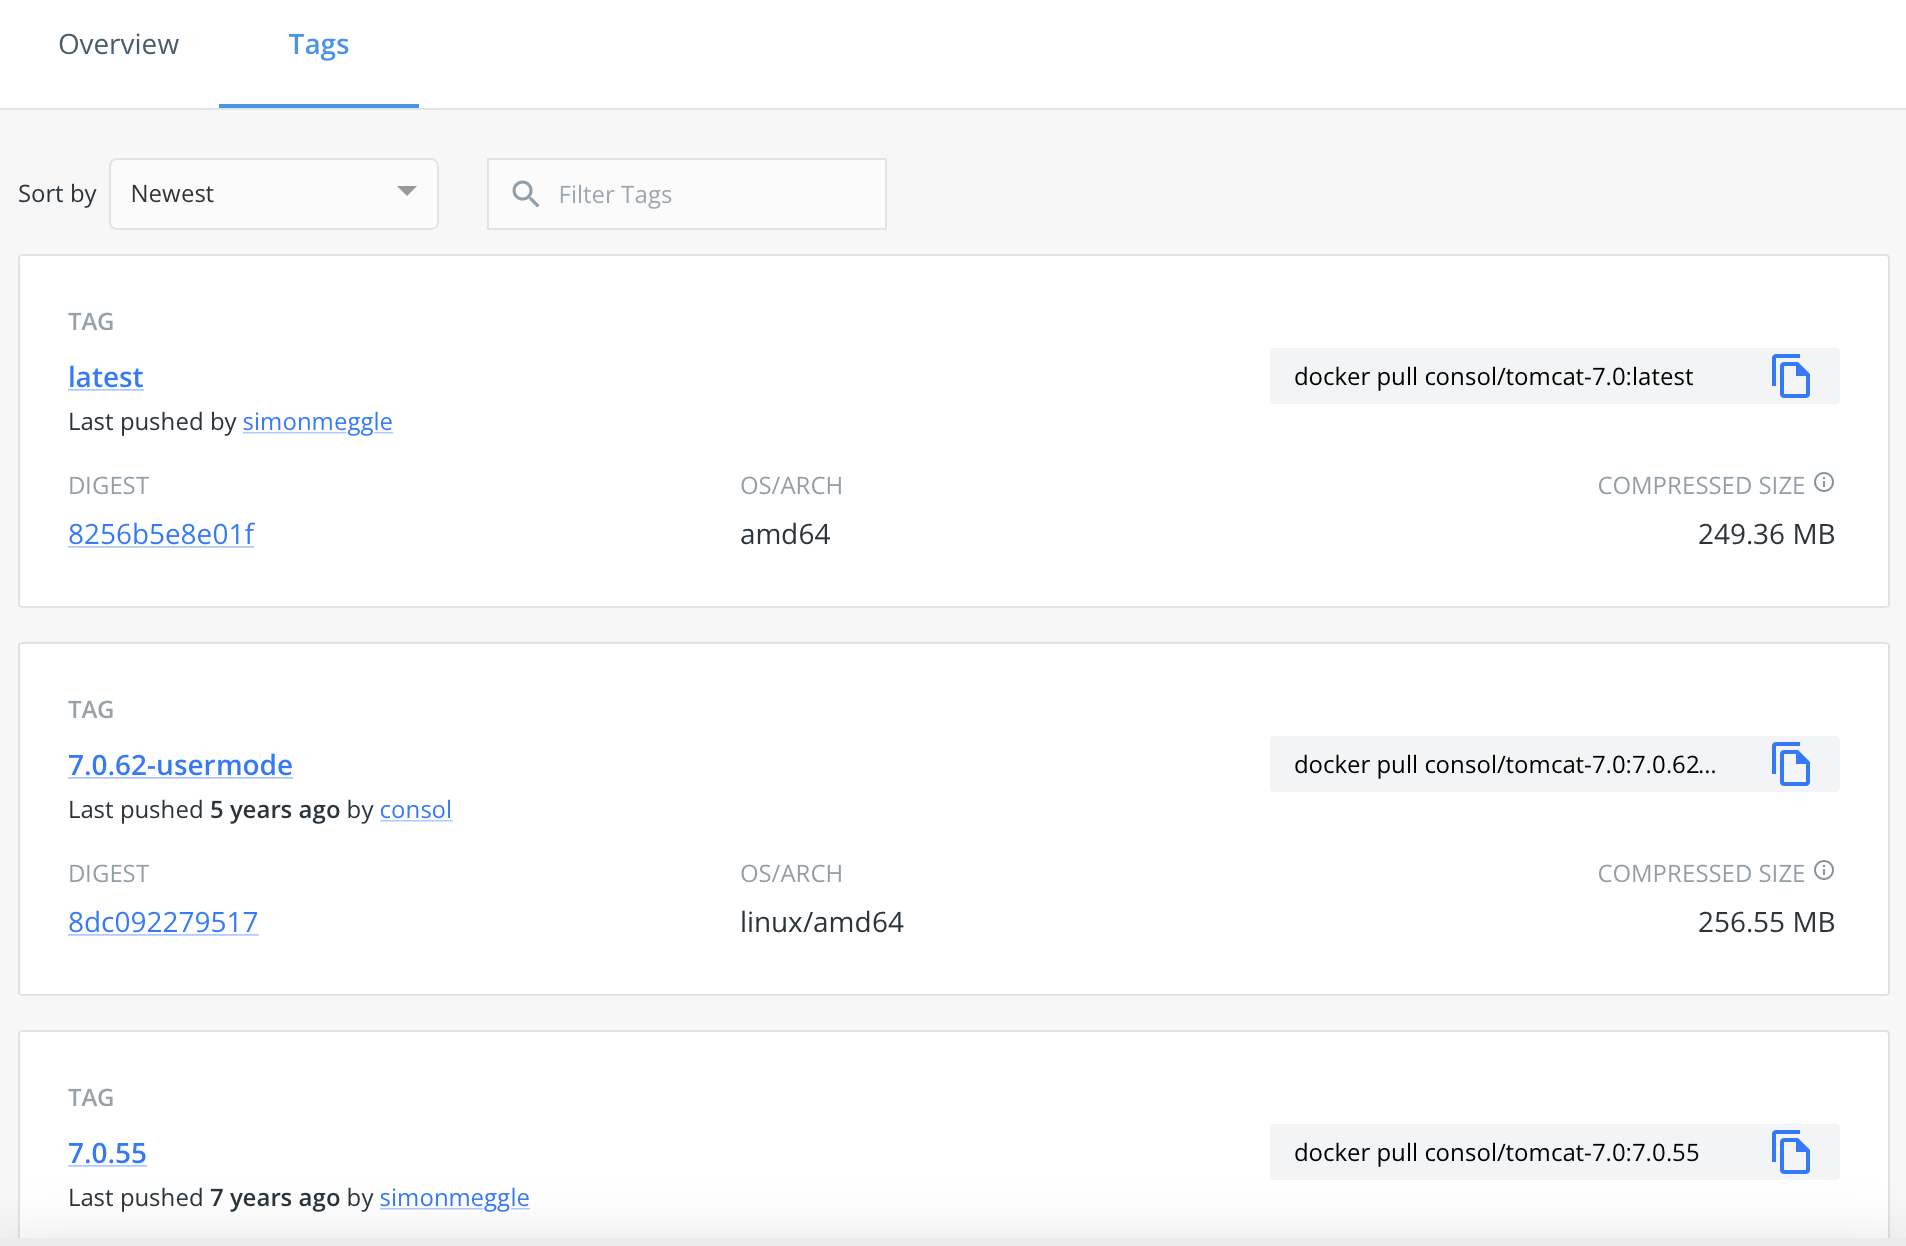 Overview Tags
Sort by Newest Filter Tags
TAG
latest
docker pull consol/tomcat-7.0:latest
Last pushed by simonmeggle
DIGEST OS/ARCH COMPRESSED SIZE
8256b5e8e01f amd64 249.36 MB
TAG
7.0.62-usermode
docker pull consol/tomcat-7.0:7.0.62...
Last pushed 5 years ago by consol
DIGEST OS/ARCH COMPRESSED SIZE
8dc092279517 linux/amd64 256.55 MB
TAG
7.0.55
docker pull consol/tomcat-7.0:7.0.55
Last pushed 7 years ago by simonmeggle